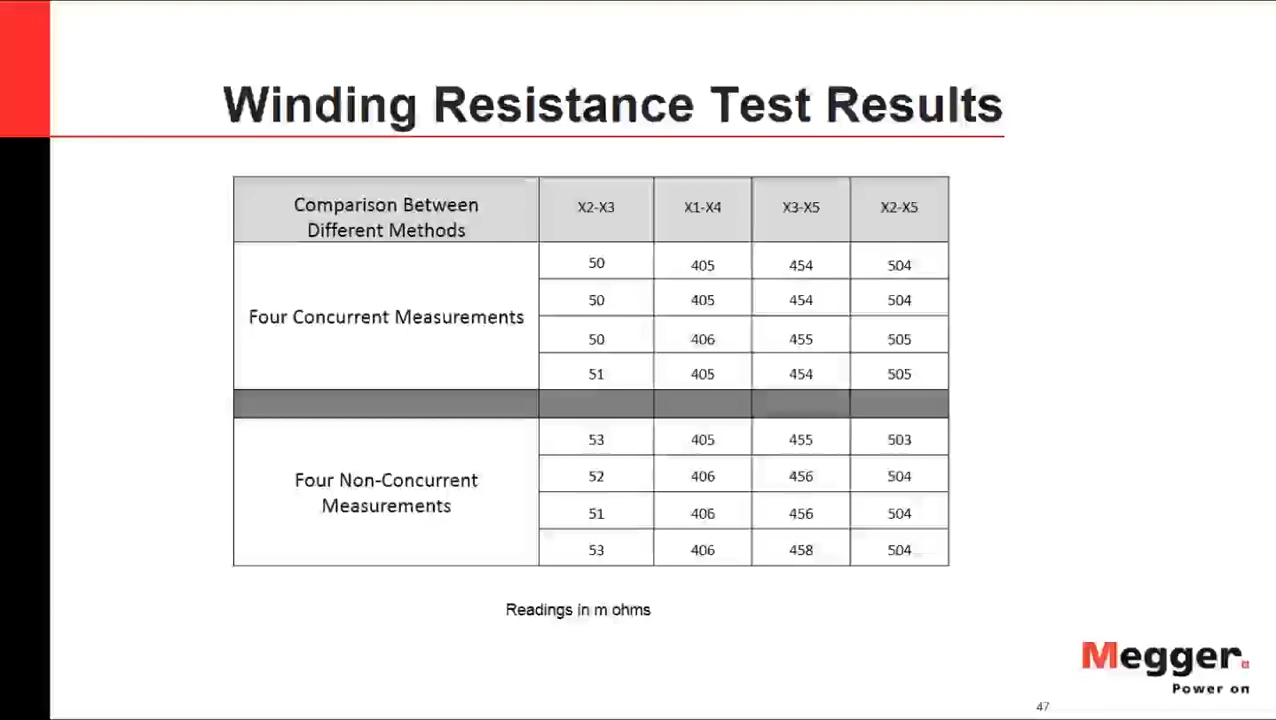 Winding Resistance Test Results
Comparison Between
Different Methods
X2-X3 X1-X4 X3-X5 X2-X5
Four Concurrent Measurements
50 405 454 504
50 405 454 504
50 406 455 505
51 405 454 505
Four Non-Concurrent
Measurements
53 405 455 503
52 406 456 504
51 406 456 504
53 406 458 504
Readings in m ohms
Megger
Power on
47